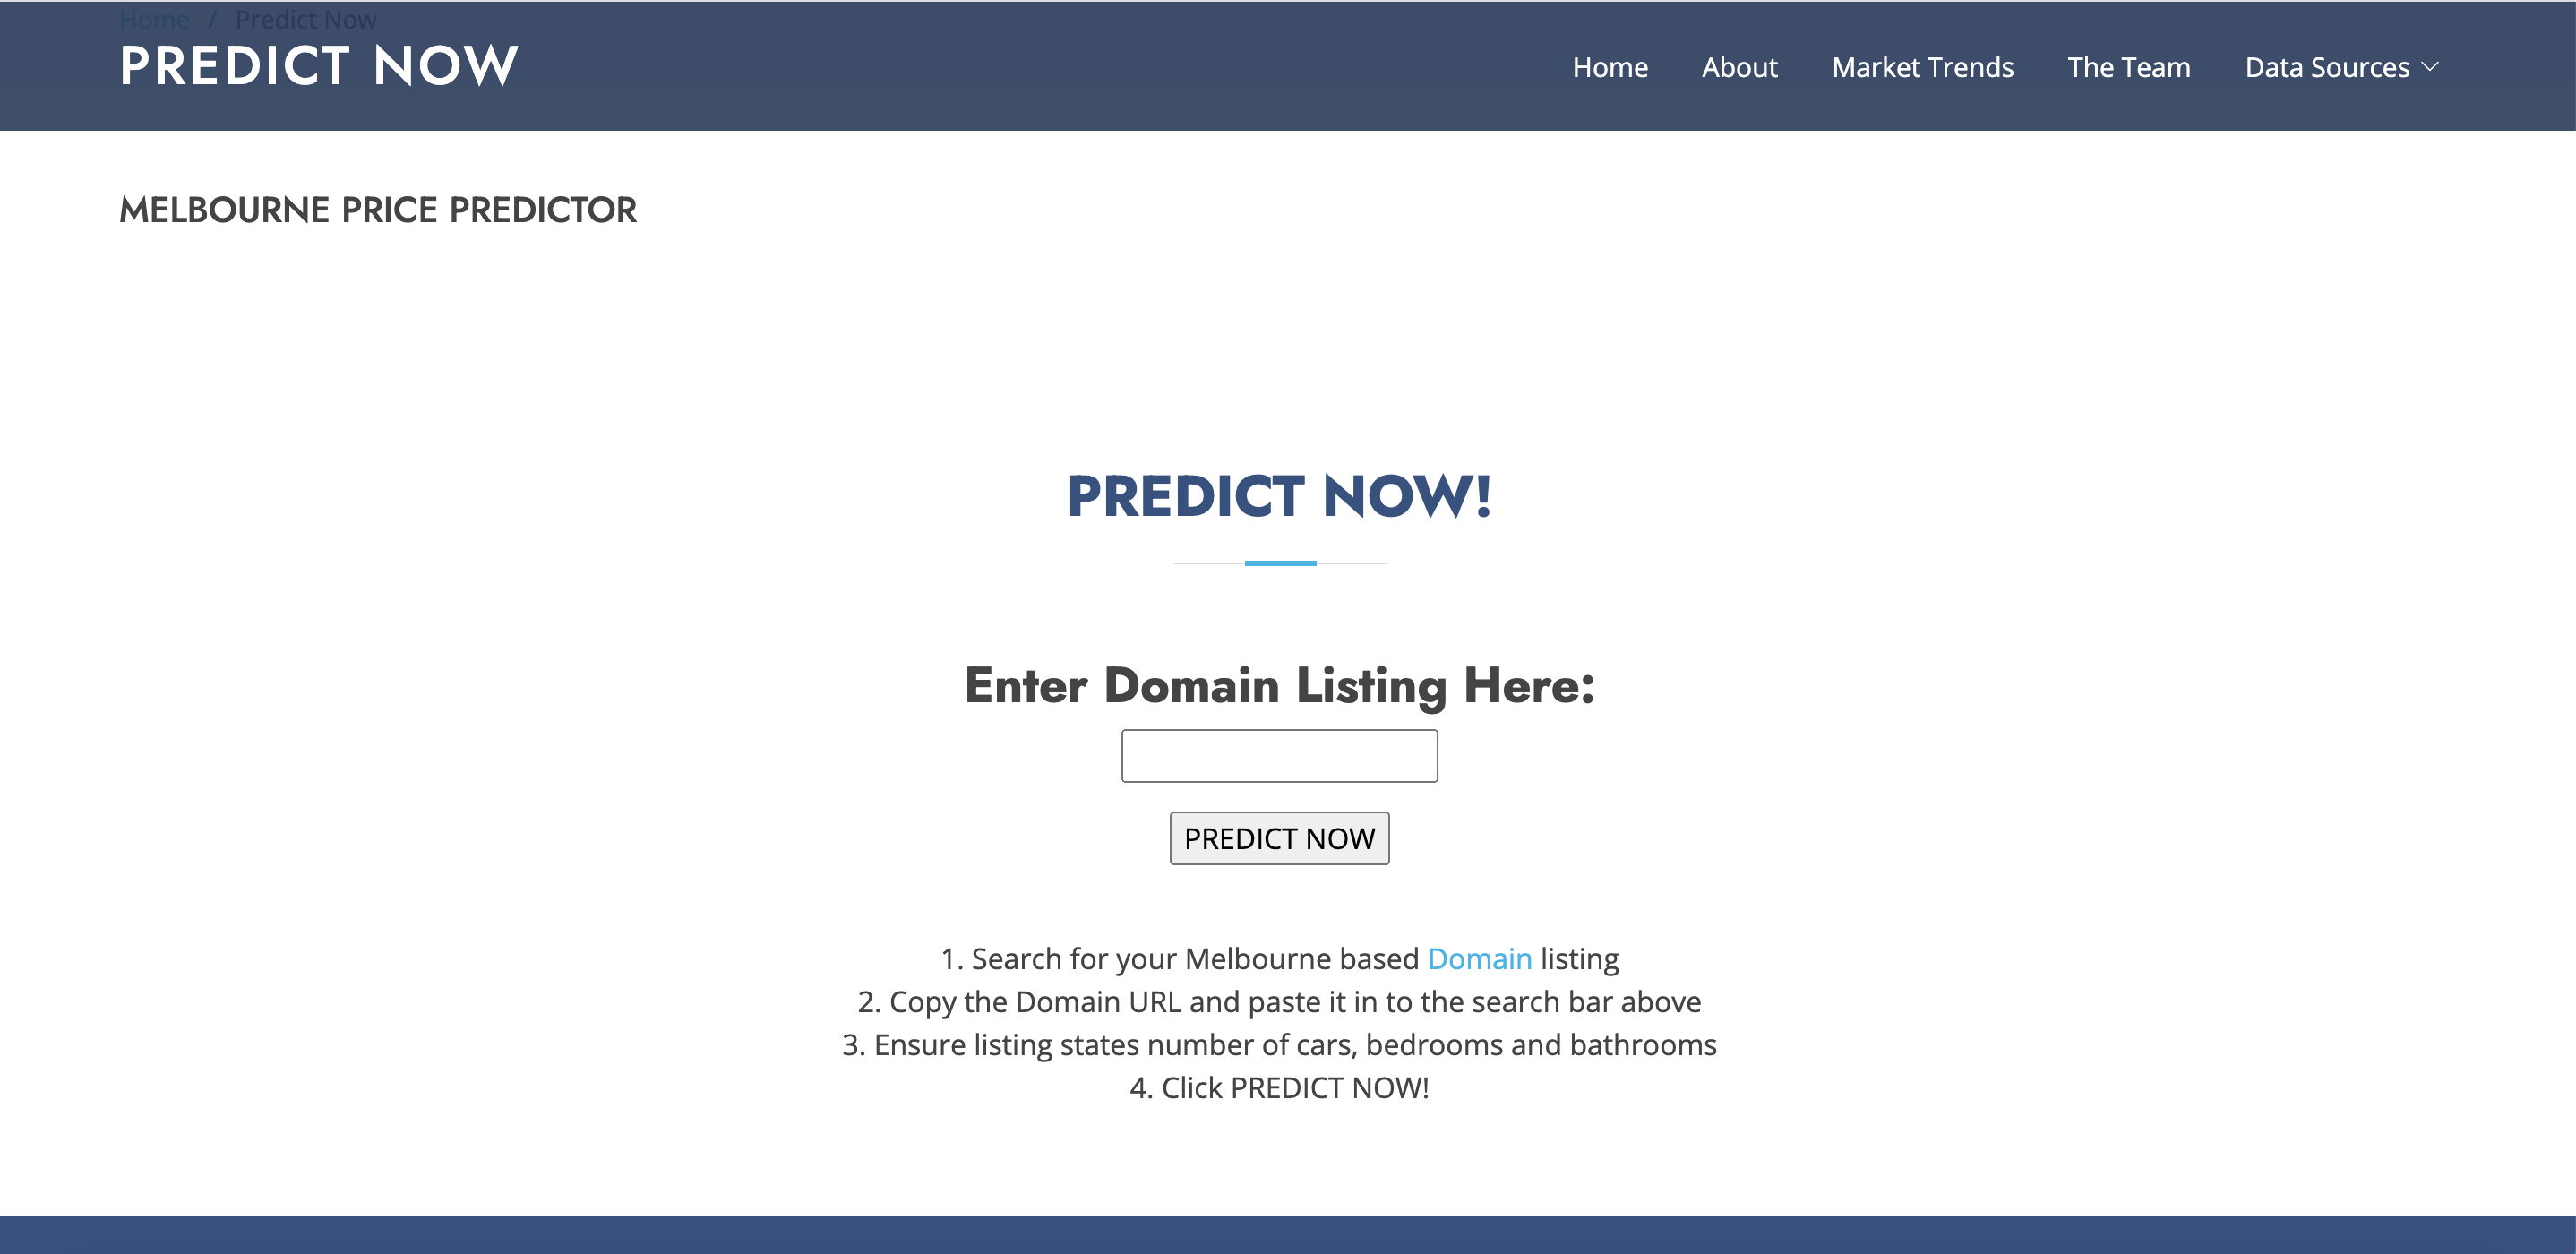 Home / Predict Now
PREDICT NOW
Home About Market Trends The Team Data Sources
MELBOURNE PRICE PREDICTOR
PREDICT NOW!
Enter Domain Listing Here:
PREDICT NOW
1. Search for your Melbourne based Domain listing
2. Copy the Domain URL and paste it in to the search bar above
3. Ensure listing states number of cars, bedrooms and bathrooms
4. Click PREDICT NOW!